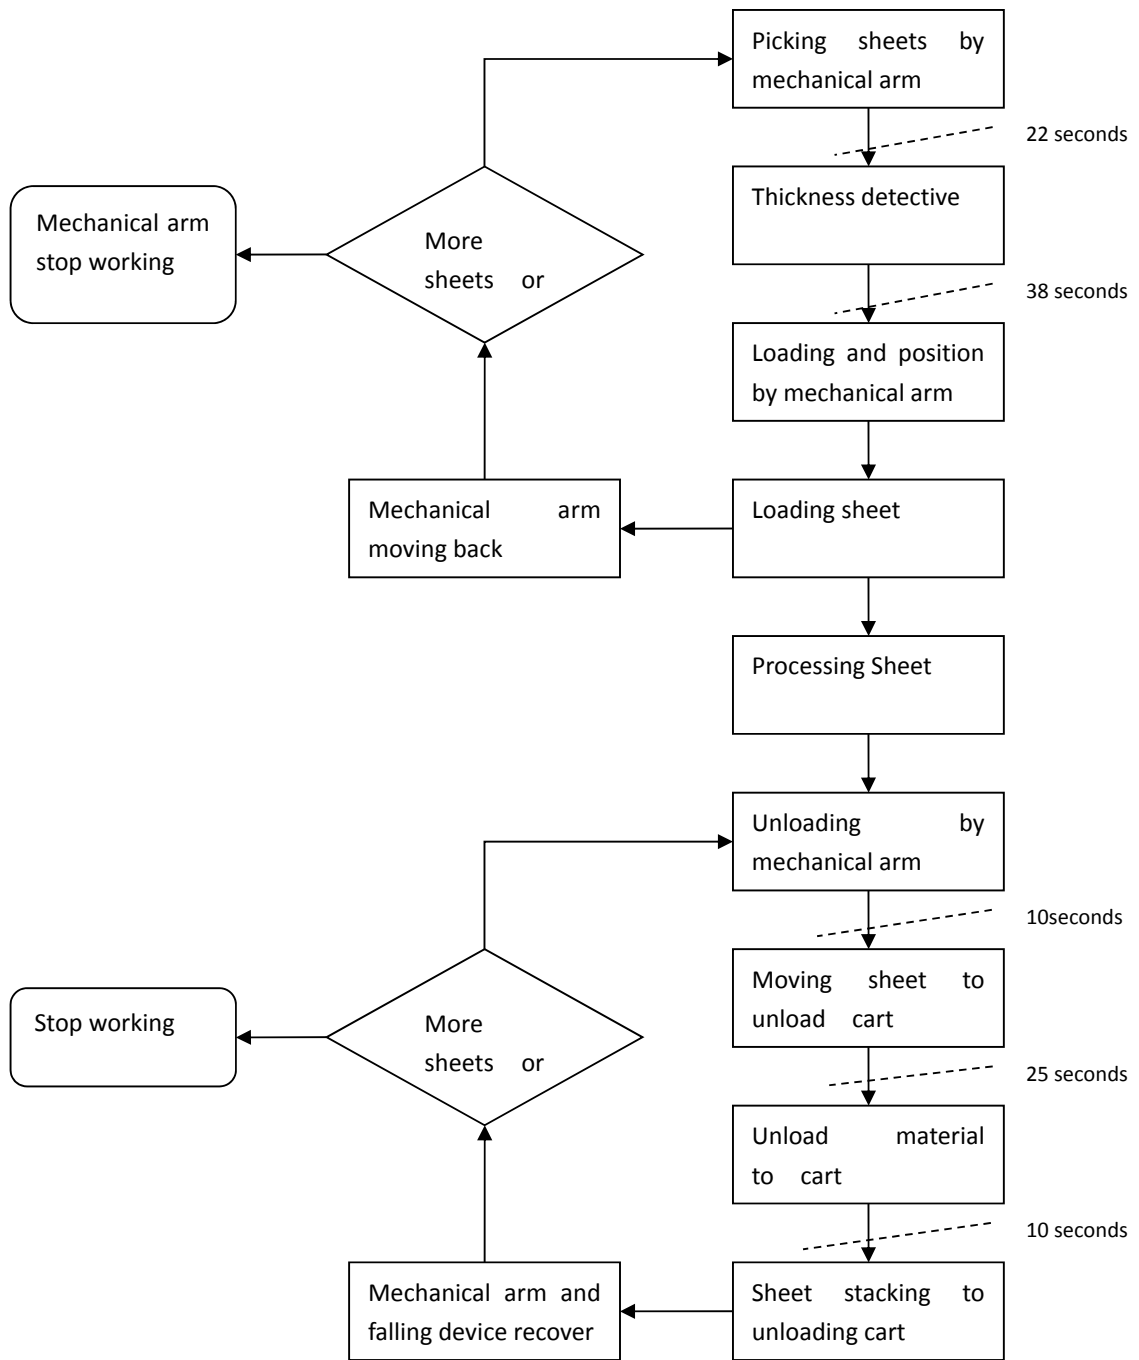 Picking sheets by
mechanical arm
22 seconds
Thickness detective
Mechanical arm
stop working
More
sheets or
38 seconds
Loading and position
by mechanical arm
Mechanical arm
moving back
Loading sheet
Processing Sheet
Unloading by
mechanical arm
10seconds
Moving sheet to
unload cart
Stop working
More
sheets or
25 seconds
Unload material
to cart
10 seconds
Mechanical arm and
falling device recover
Sheet stacking to
unloading cart